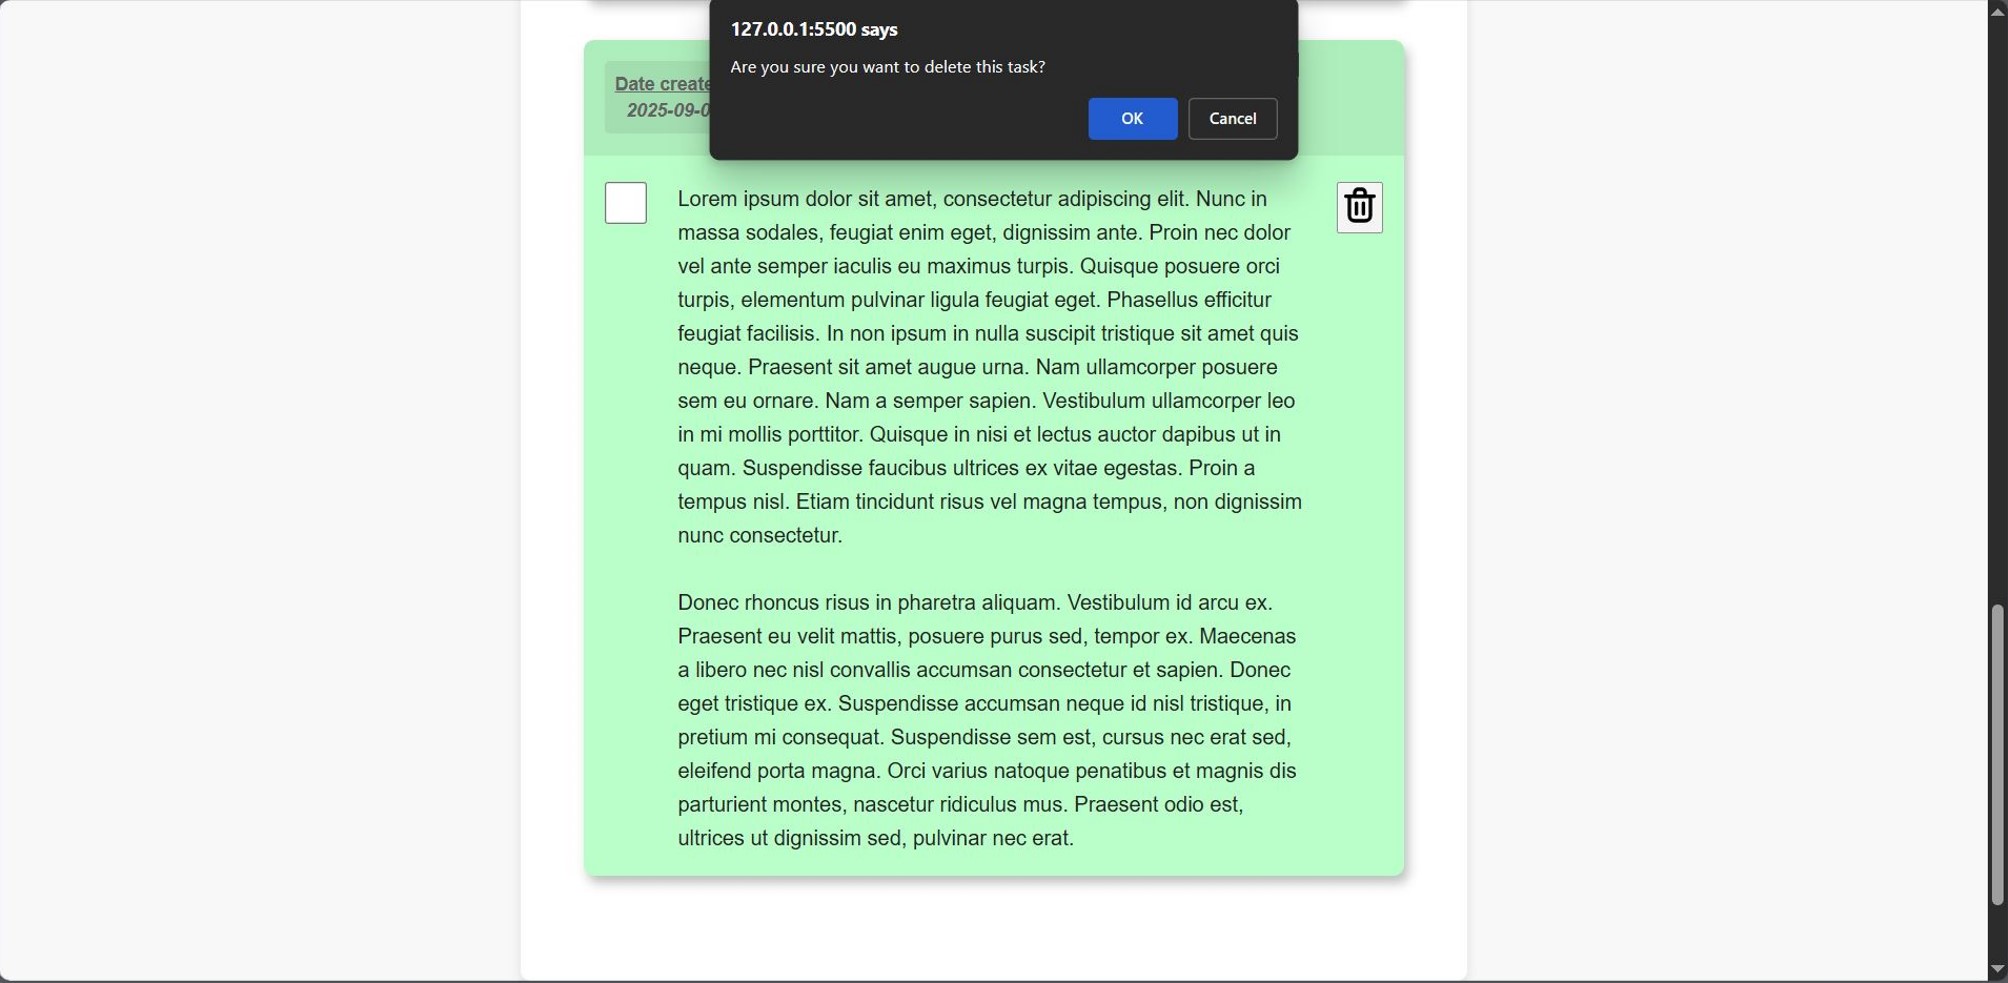 127.0.0.1:5500 says
Are you sure you want to delete this task?
OK Cancel
Date create
2025-09-0
Lorem ipsum dolor sit amet, consectetur adipiscing elit. Nunc in
massa sodales, feugiat enim eget, dignissim ante. Proin nec dolor
vel ante semper iaculis eu maximus turpis. Quisque posuere orci
turpis, elementum pulvinar ligula feugiat eget. Phasellus efficitur
feugiat facilisis. In non ipsum in nulla suscipit tristique sit amet quis
neque. Praesent sit amet augue urna. Nam ullamcorper posuere
sem eu ornare. Nam a semper sapien. Vestibulum ullamcorper leo
in mi mollis porttitor. Quisque in nisi et lectus auctor dapibus ut in
quam. Suspendisse faucibus ultrices ex vitae egestas. Proin a
tempus nisl. Etiam tincidunt risus vel magna tempus, non dignissim
nunc consectetur.
Donec rhoncus risus in pharetra aliquam. Vestibulum id arcu ex.
Praesent eu velit mattis, posuere purus sed, tempor ex. Maecenas
a libero nec nisl convallis accumsan consectetur et sapien. Donec
eget tristique ex. Suspendisse accumsan neque id nisl tristique, in
pretium mi consequat. Suspendisse sem est, cursus nec erat sed,
eleifend porta magna. Orci varius natoque penatibus et magnis dis
parturient montes, nascetur ridiculus mus. Praesent odio est,
ultrices ut dignissim sed, pulvinar nec erat.